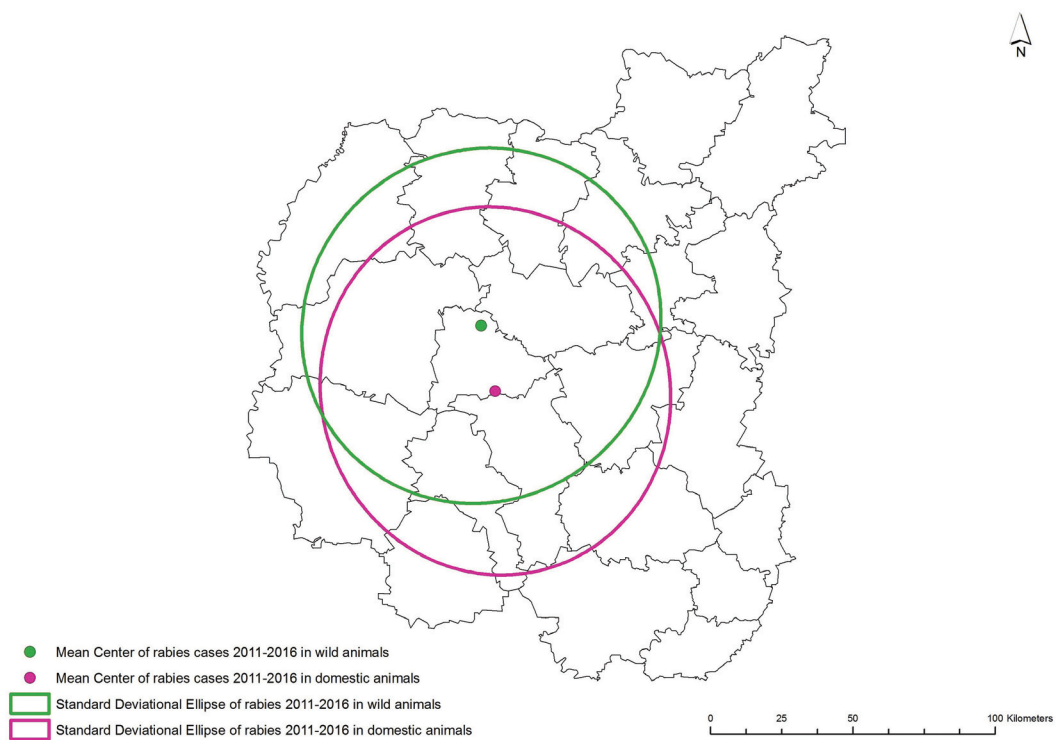 N
Mean Center of rabies cases 2011-2016 in wild animals
Mean Center of rabies cases 2011-2016 in domestic animals
Standard Deviational Ellipse of rabies 2011-2016 in wild animals
Standard Deviational Ellipse of rabies 2011-2016 in domestic animals
0 25 50 100 Kilometers